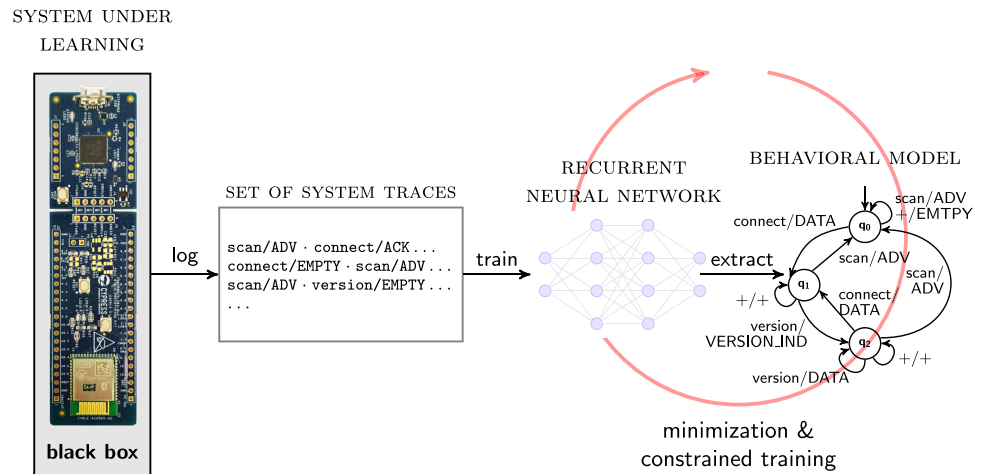 SYSTEM UNDER
LEARNING
CYPRESS
black box
log
SET OF SYSTEM TRACES
scan/ADV · connect/ACK...
connect/EMPTY · scan/ADV...
scan/ADV · version/EMPTY...
...
train
RECURRENT
NEURAL NETWORK
extract
BEHAVIORAL MODEL
scan/ADV
+/EMTPY
connect/DATA
q0
scan/ADV
scan/
ADV
q1
+/+
connect/
DATA
version/
VERSION_IND
q2
+/+
version/DATA
minimization &
constrained training